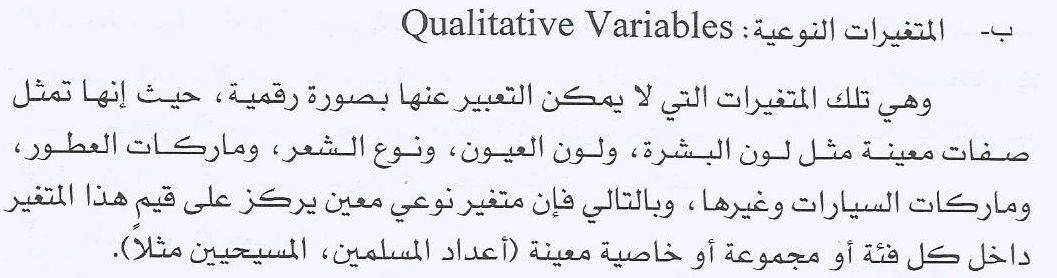 ب- المتغيرات النوعية: Qualitative Variables
وهي تلك المتغيرات التي لا يمكن التعبير عنها بصورة رقمية، حيث إنها تمثل
صفات معينة مثل لون البشرة، ولون العيون، ونوع الشعر، وماركات العطور،
وماركات السيارات وغيرها، وبالتالي فإن متغير نوعي معين يركز على قيم هذا المتغير
داخل كل فئة أو مجموعة أو خاصية معينة (أعداد المسلمين، المسيحيين مثلاً).